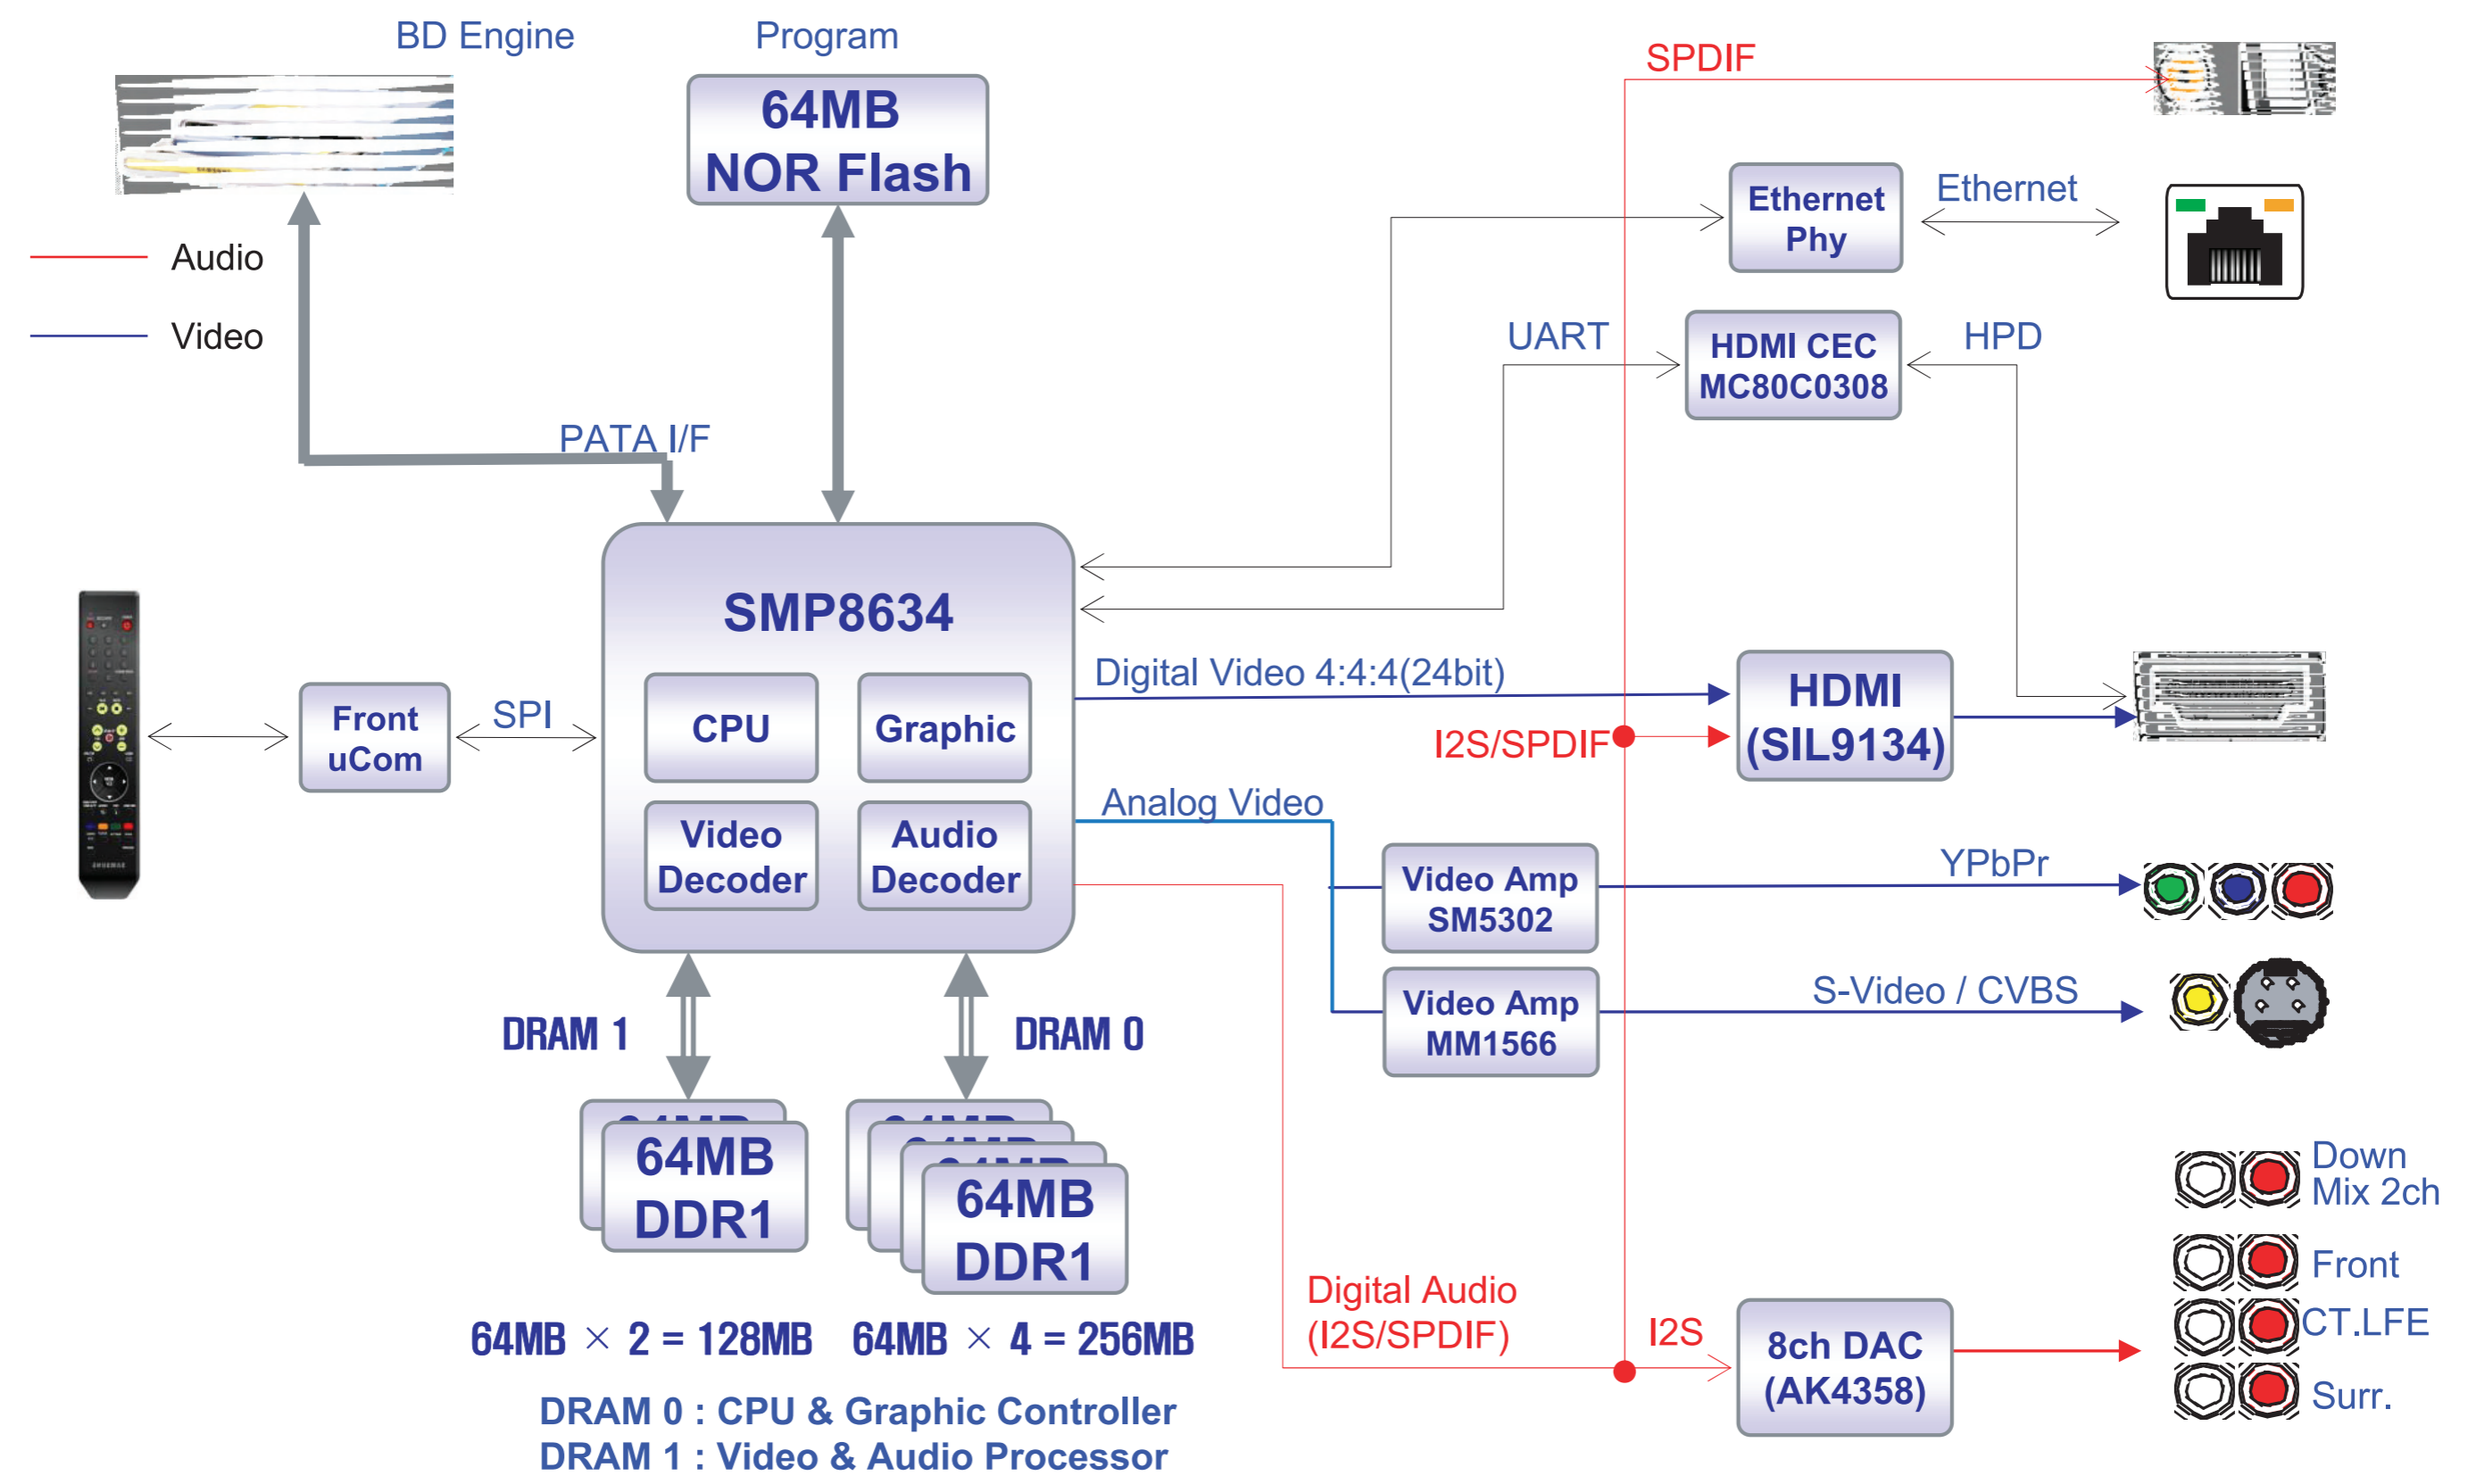 BD Engine
Program
SPDIF
64MB
NOR Flash
Ethernet
Phy
Ethernet
Audio
Video
UART
HDMI CEC
MC80C0308
HPD
PATA I/F
SMP8634
CPU
Graphic
Video
Decoder
Audio
Decoder
Front
uCom
SPI
Digital Video 4:4:4(24bit)
HDMI
(SIL9134)
I2S/SPDIF
Analog Video
Video Amp
SM5302
YPbPr
Video Amp
MM1566
S-Video / CVBS
DRAM 1
DRAM 0
64MB
64MB
DDR1
64MB
64MB
64MB
64MB
DDR1
64MB × 2 = 128MB
64MB × 4 = 256MB
DRAM 0 : CPU & Graphic Controller
DRAM 1 : Video & Audio Processor
Digital Audio
(I2S/SPDIF)
I2S
8ch DAC
(AK4358)
Down
Mix 2ch
Front
CT.LFE
Surr.